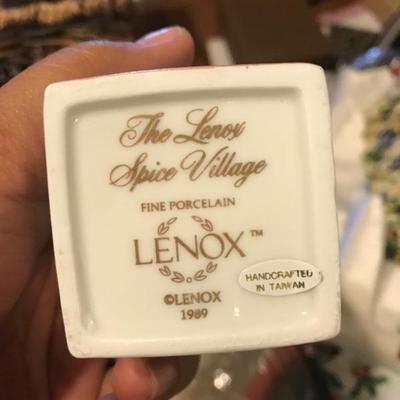 The Lenox
Spice Village
FINE PORCELAIN
LENOX™
©LENOX
1989
HANDCRAFTED
IN TAIWAN